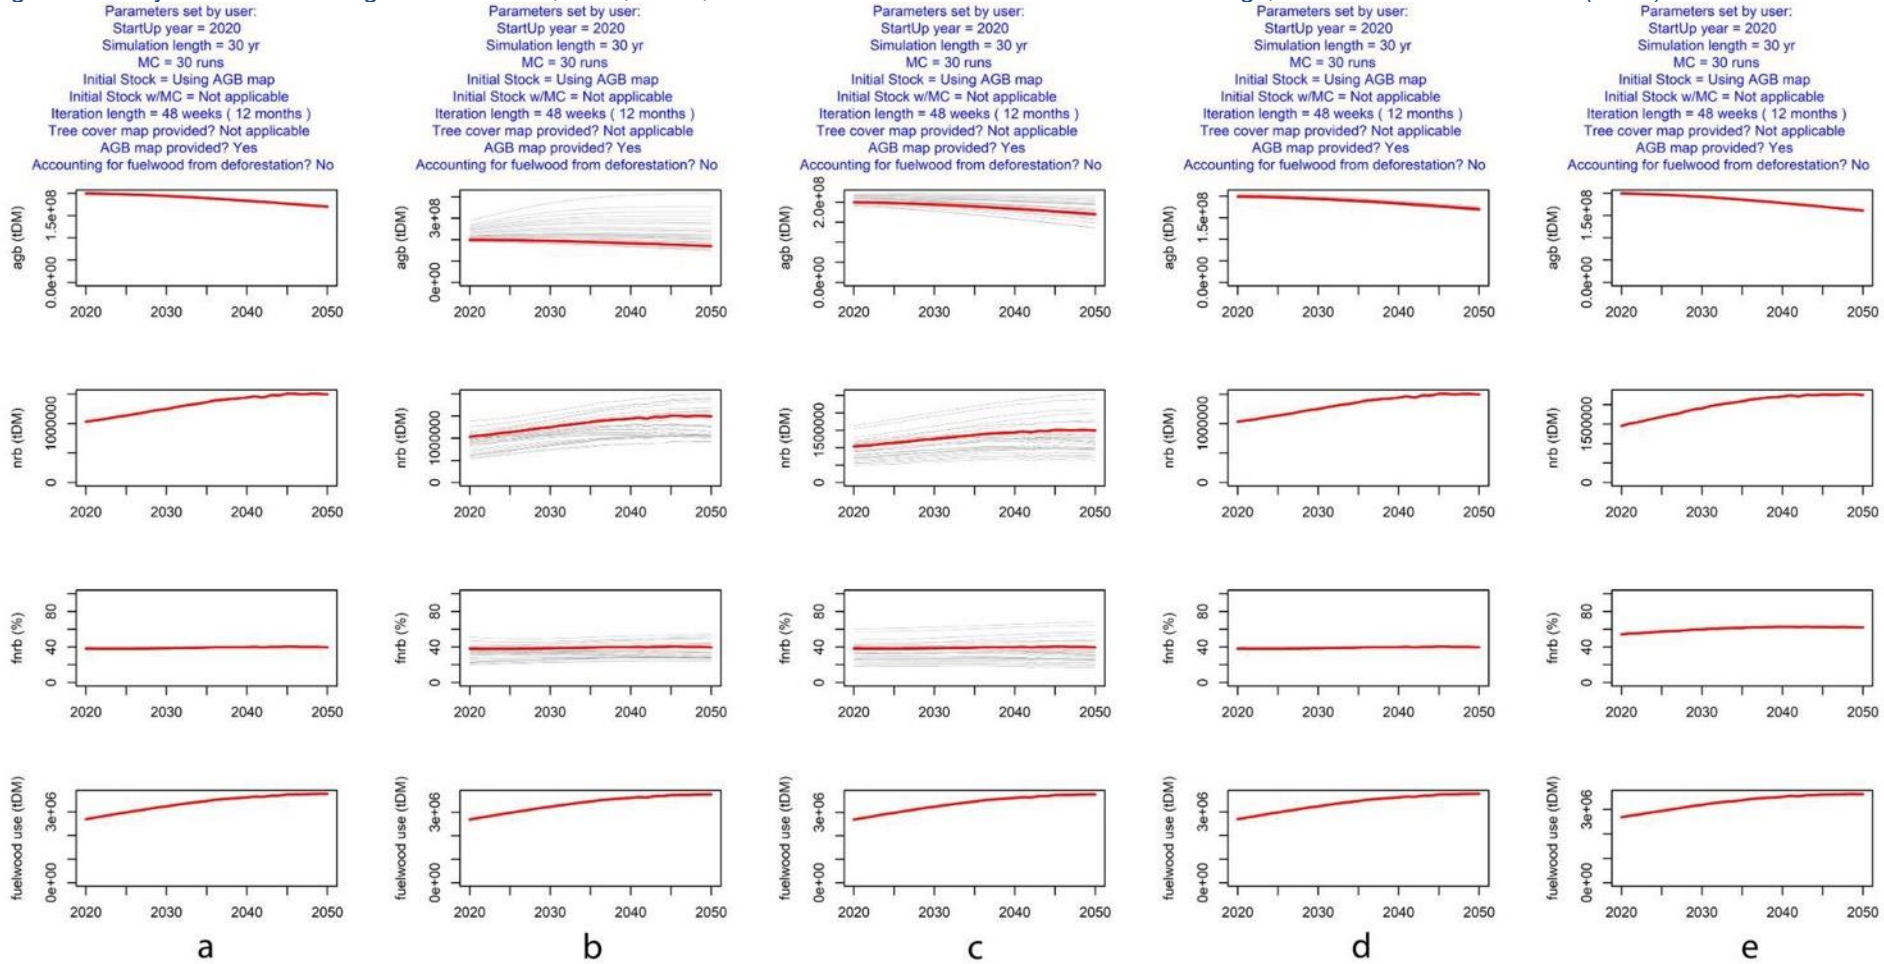 Parameters set by user:
StartUp year = 2020
Simulation length = 30 yr
MC = 30 runs
Initial Stock = Using AGB map
Initial Stock w/MC = Not applicable
Iteration length = 48 weeks ( 12 months )
Tree cover map provided? Not applicable
AGB map provided? Yes
Accounting for fuelwood from deforestation? No
agb (tDM)
0.0e+00 1.5e+08
2020 2030 2040 2050
nrb (tDM)
0 1000000
2020 2030 2040 2050
fnrb (%)
0 40 80
2020 2030 2040 2050
fuelwood use (tDM)
0e+00 3e+06
2020 2030 2040 2050
a
Parameters set by user:
StartUp year = 2020
Simulation length = 30 yr
MC = 30 runs
Initial Stock = Using AGB map
Initial Stock w/MC = Not applicable
Iteration length = 48 weeks ( 12 months )
Tree cover map provided? Not applicable
AGB map provided? Yes
Accounting for fuelwood from deforestation? No
agb (tDM)
0e+00 3e+08
2020 2030 2040 2050
nrb (tDM)
0 1000000
2020 2030 2040 2050
fnrb (%)
0 40 80
2020 2030 2040 2050
fuelwood use (tDM)
0e+00 3e+06
2020 2030 2040 2050
b
Parameters set by user:
StartUp year = 2020
Simulation length = 30 yr
MC = 30 runs
Initial Stock = Using AGB map
Initial Stock w/MC = Not applicable
Iteration length = 48 weeks ( 12 months )
Tree cover map provided? Not applicable
AGB map provided? Yes
Accounting for fuelwood from deforestation? No
agb (tDM)
0.0e+00 2.0e+08
2020 2030 2040 2050
nrb (tDM)
0 1500000
2020 2030 2040 2050
fnrb (%)
0 40 80
2020 2030 2040 2050
fuelwood use (tDM)
0e+00 3e+06
2020 2030 2040 2050
c
Parameters set by user:
StartUp year = 2020
Simulation length = 30 yr
MC = 30 runs
Initial Stock = Using AGB map
Initial Stock w/MC = Not applicable
Iteration length = 48 weeks ( 12 months )
Tree cover map provided? Not applicable
AGB map provided? Yes
Accounting for fuelwood from deforestation? No
agb (tDM)
0.0e+00 1.5e+08
2020 2030 2040 2050
nrb (tDM)
0 1000000
2020 2030 2040 2050
fnrb (%)
0 40 80
2020 2030 2040 2050
fuelwood use (tDM)
0e+00 3e+06
2020 2030 2040 2050
d
Parameters set by user:
StartUp year = 2020
Simulation length = 30 yr
MC = 30 runs
Initial Stock = Using AGB map
Initial Stock w/MC = Not applicable
Iteration length = 48 weeks ( 12 months )
Tree cover map provided? Not applicable
AGB map provided? Yes
Accounting for fuelwood from deforestation? No
agb (tDM)
0.0e+00 1.5e+08
2020 2030 2040 2050
nrb (tDM)
0 1500000
2020 2030 2040 2050
fnrb (%)
0 40 80
2020 2030 2040 2050
fuelwood use (tDM)
0e+00 3e+06
2020 2030 2040 2050
e